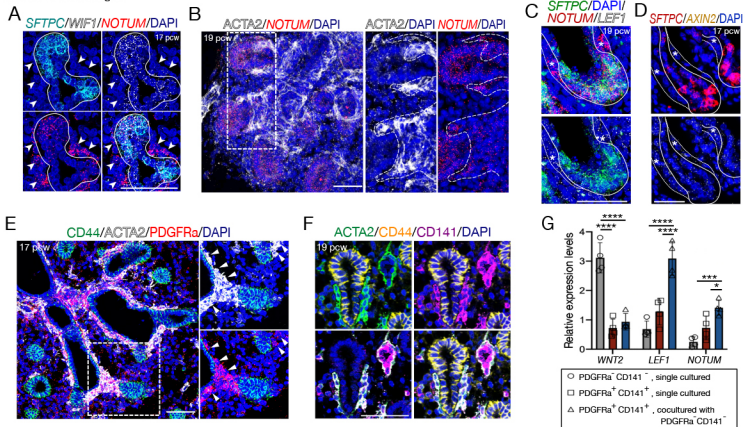 A
SFTPC/WIF1/NOTUM/DAPI
17 pcw
B
ACTA2/NOTUM/DAPI
19 pcw
ACTA2/DAPI
NOTUM/DAPI
C
SFTPC/DAPI/
NOTUM/LEF1
19 pcw
*
*
*
*
D
SFTPC/AXIN2/DAPI
17 pcw
*
*
*
*
*
*
E
CD44/ACTA2/PDGFRa/DAPI
17 pcw
F
ACTA2/CD44/CD141/DAPI
19 pcw
G
Relative expression levels
4
3
2
1
0
****
****
****
****
***
*
WNT2
LEF1
NOTUM
PDGFRa⁻CD141⁻, single cultured
PDGFRa⁺CD141⁺, single cultured
PDGFRa⁺CD141⁺, cocultured with
PDGFRa⁻CD141⁻